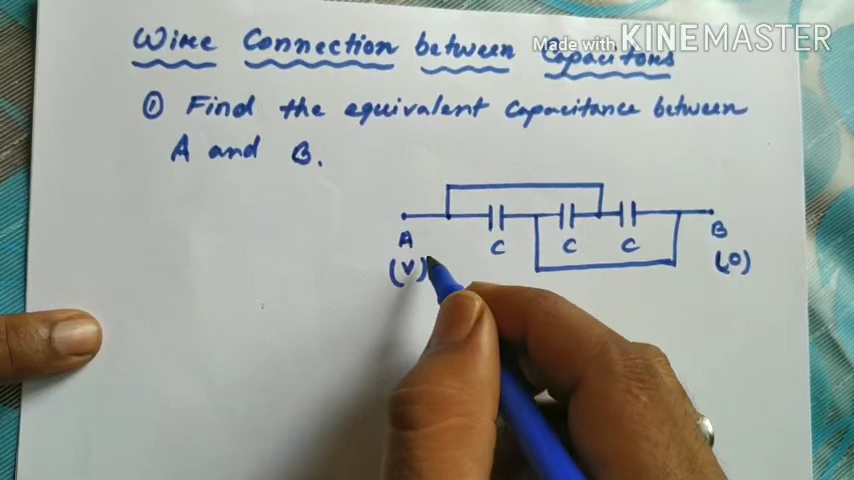 Wire Connection between Capacitors
Made with KINEMASTER
① Find the equivalent Capacitance between
A and B.
A
B
C C C
(V)
(0)